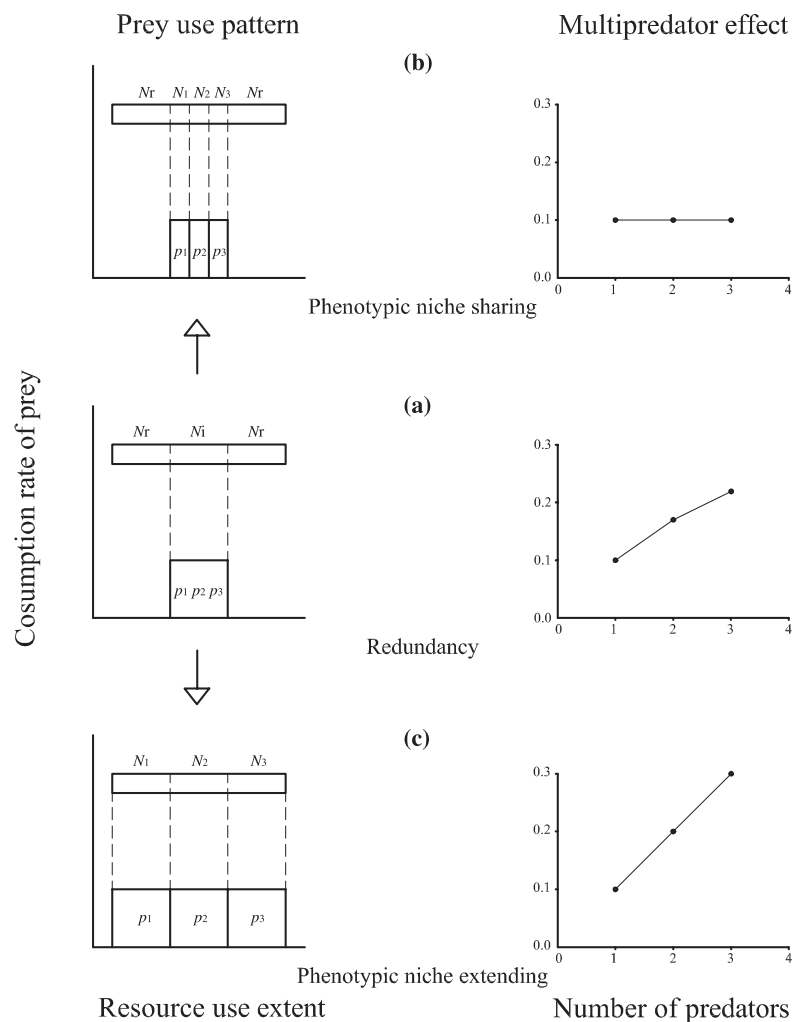 Prey use pattern
Multipredator effect
(b)
Nr N1 N2 N3 Nr
p1 p2 p3
0.3
0.2
0.1
0.0
0 1 2 3 4
Phenotypic niche sharing
Cosumption rate of prey
(a)
Nr Ni Nr
p1 p2 p3
0.3
0.2
0.1
0.0
0 1 2 3 4
Redundancy
(c)
N1 N2 N3
p1 p2 p3
0.3
0.2
0.1
0.0
0 1 2 3 4
Phenotypic niche extending
Resource use extent
Number of predators